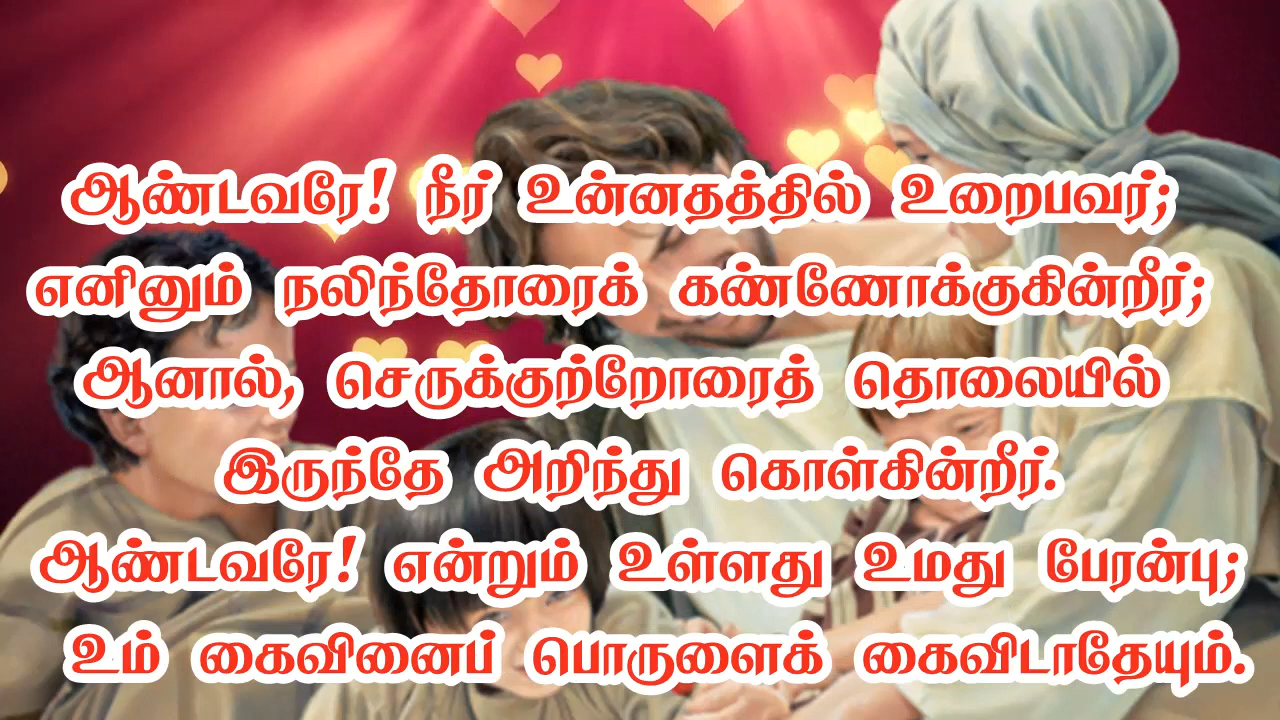 ஆண்டவரே! நீர் உன்னதத்தில் உறைபவர்;
எனினும் நலிந்தோரைக் கண்ணோக்குகின்றீர்;
ஆனால், செருக்குற்றோரைத் தொலையில்
இருந்தே அறிந்து கொள்கின்றீர்.
ஆண்டவரே! என்றும் உள்ளது உமது பேரன்பு;
உம் கைவினைப் பொருளைக் கைவிடாதேயும்.